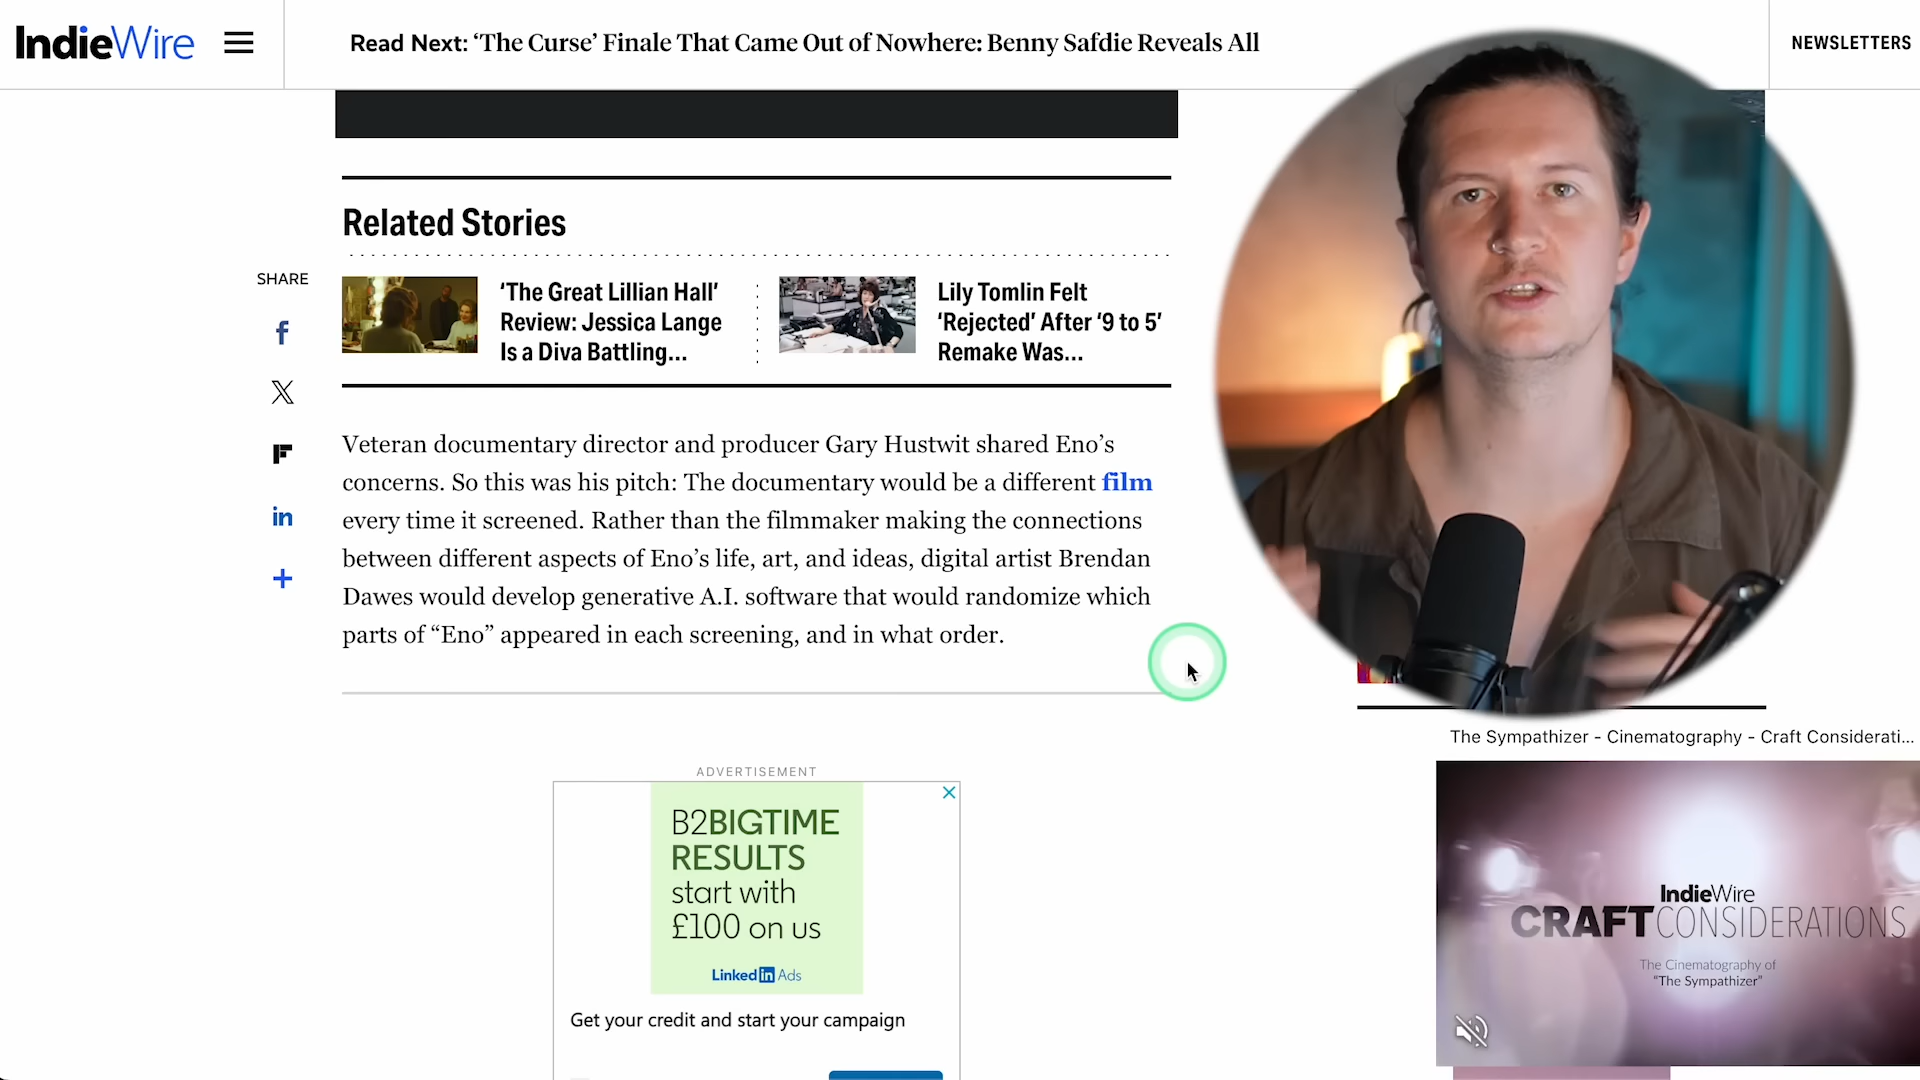 IndieWire
Read Next: ‘The Curse’ Finale That Came Out of Nowhere: Benny Safdie Reveals All
NEWSLETTERS
Related Stories
SHARE
‘The Great Lillian Hall’
Review: Jessica Lange
Is a Diva Battling...
Lily Tomlin Felt
‘Rejected’ After ‘9 to 5’
Remake Was...
Veteran documentary director and producer Gary Hustwit shared Eno’s
concerns. So this was his pitch: The documentary would be a different film
every time it screened. Rather than the filmmaker making the connections
between different aspects of Eno’s life, art, and ideas, digital artist Brendan
Dawes would develop generative A.I. software that would randomize which
parts of “Eno” appeared in each screening, and in what order.
The Sympathizer - Cinematography - Craft Considerati...
ADVERTISEMENT
B2BIGTIME
RESULTS
start with
£100 on us
LinkedIn Ads
Get your credit and start your campaign
IndieWire
CRAFT CONSIDERATIONS
The Cinematography of
“The Sympathizer”